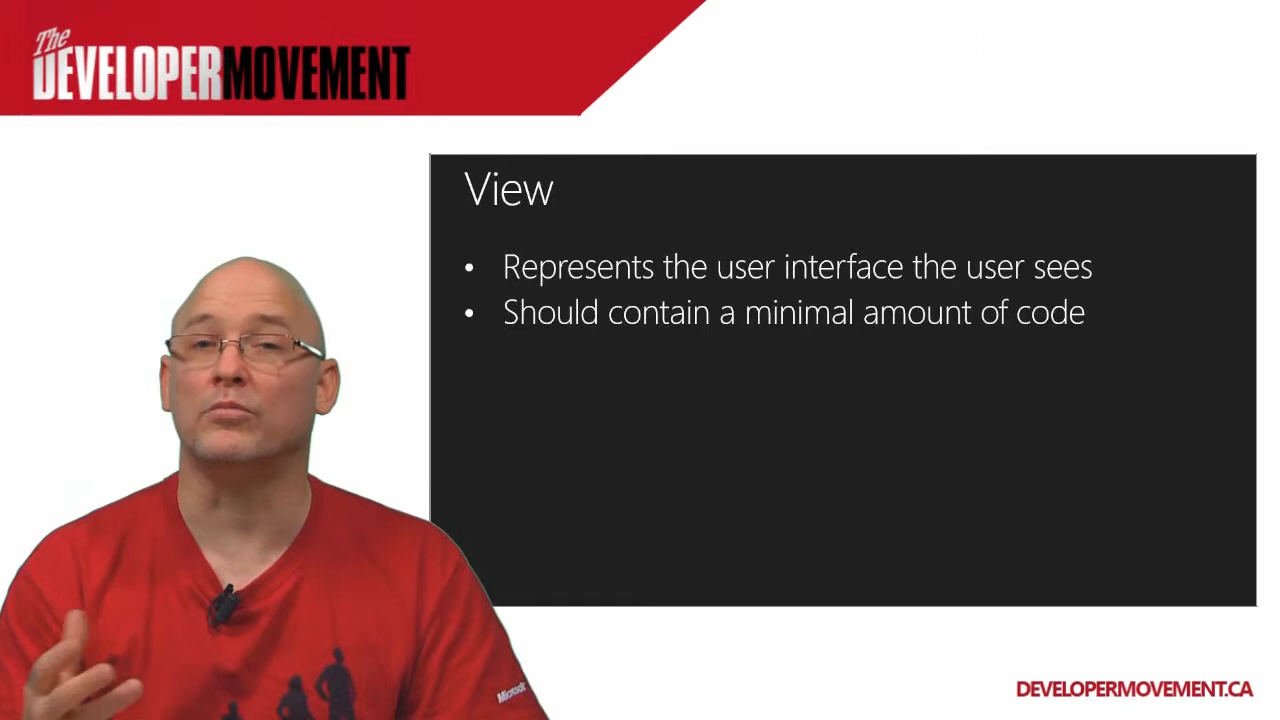 The
DEVELOPERMOVEMENT
View
• Represents the user interface the user sees
• Should contain a minimal amount of code
Microsoft
DEVELOPERMOVEMENT.CA